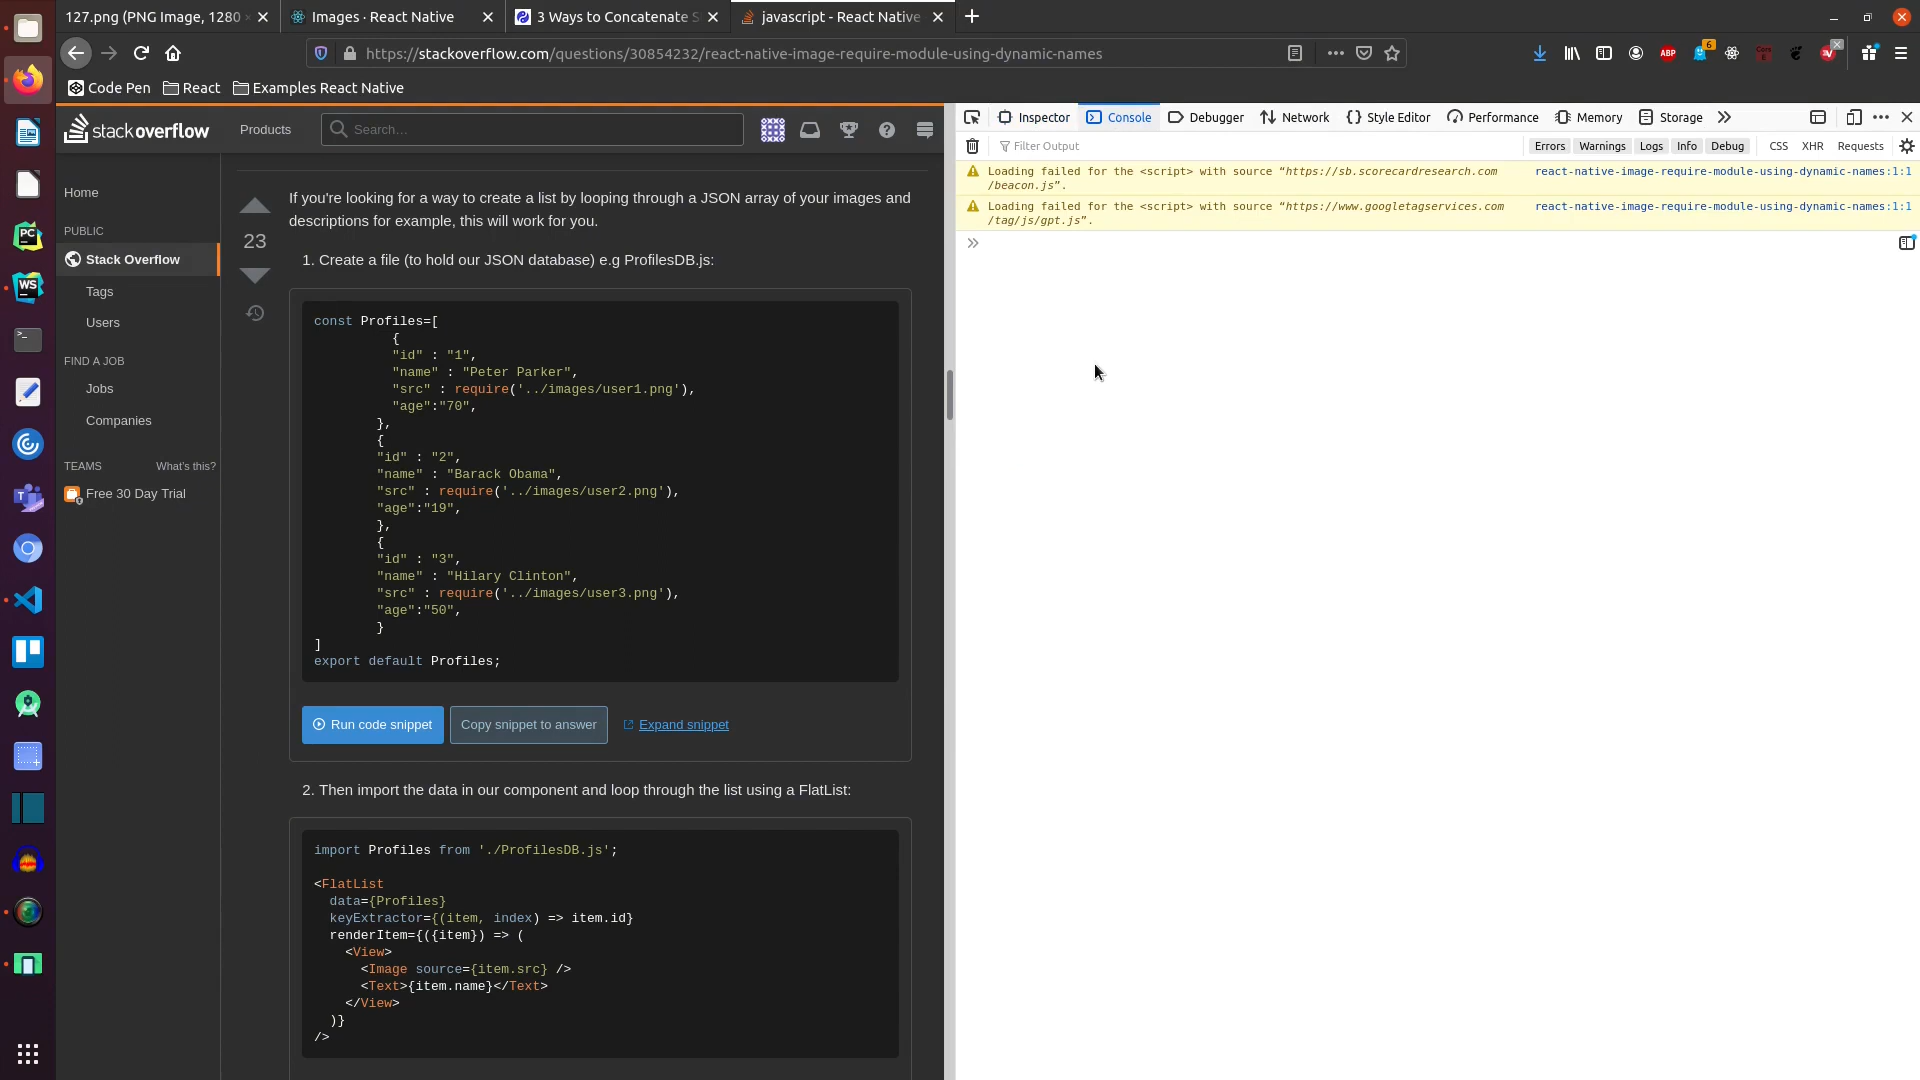 127.png (PNG Image, 1280
Images · React Native
3 Ways to Concatenate S
javascript - React Native
https://stackoverflow.com/questions/30854232/react-native-image-require-module-using-dynamic-names
ABP
6
Code Pen
React
Examples React Native
stackoverflow
Products
Search…
Home
PUBLIC
Stack Overflow
Tags
Users
FIND A JOB
Jobs
Companies
TEAMS
What's this?
Free 30 Day Trial
If you're looking for a way to create a list by looping through a JSON array of your images and
descriptions for example, this will work for you.
23
1. Create a file (to hold our JSON database) e.g ProfilesDB.js:
const Profiles=[
{
"id" : "1",
"name" : "Peter Parker",
"src" : require('../images/user1.png'),
"age":"70",
},
{
"id" : "2",
"name" : "Barack Obama",
"src" : require('../images/user2.png'),
"age":"19",
},
{
"id" : "3",
"name" : "Hilary Clinton",
"src" : require('../images/user3.png'),
"age":"50",
}
]
export default Profiles;
Run code snippet
Copy snippet to answer
Expand snippet
2. Then import the data in our component and loop through the list using a FlatList:
import Profiles from './ProfilesDB.js';
<FlatList
data={Profiles}
keyExtractor={(item, index) => item.id}
renderItem={({item}) => (
<View>
<Image source={item.src} />
<Text>{item.name}</Text>
</View>
)}
/>
Inspector
Console
Debugger
Network
Style Editor
Performance
Memory
Storage
Filter Output
Errors
Warnings
Logs
Info
Debug
CSS
XHR
Requests
Loading failed for the <script> with source “https://sb.scorecardresearch.com
/beacon.js”.
react-native-image-require-module-using-dynamic-names:1:1
Loading failed for the <script> with source “https://www.googletagservices.com
/tag/js/gpt.js”.
react-native-image-require-module-using-dynamic-names:1:1
PC
WS